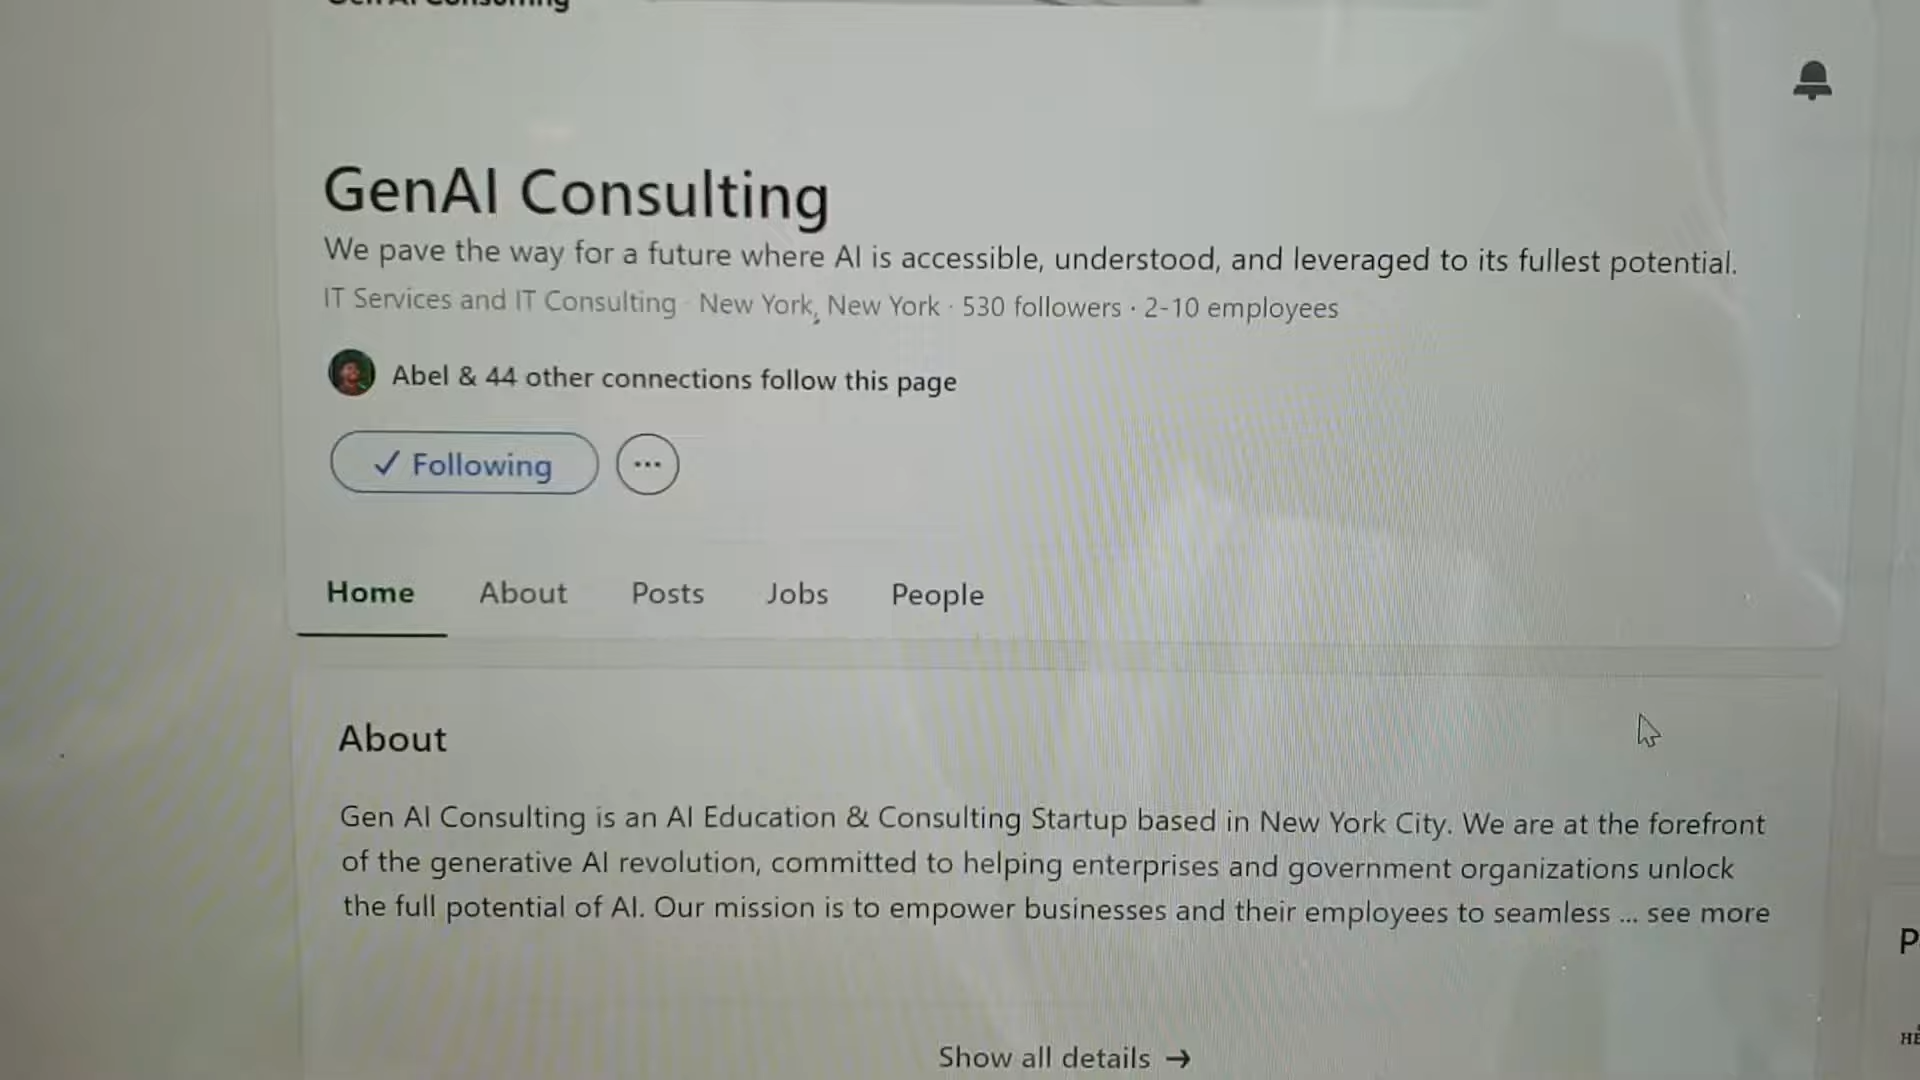 GenAI Consulting
We pave the way for a future where AI is accessible, understood, and leveraged to its fullest potential.
IT Services and IT Consulting · New York, New York · 530 followers · 2-10 employees
Abel & 44 other connections follow this page
✓ Following ...
Home About Posts Jobs People
About
Gen AI Consulting is an AI Education & Consulting Startup based in New York City. We are at the forefront
of the generative AI revolution, committed to helping enterprises and government organizations unlock
the full potential of AI. Our mission is to empower businesses and their employees to seamless ... see more
Show all details →